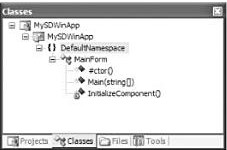 Classes
MySDWinApp
MySDWinApp
{} DefaultNamespace
MainForm
#ctor()
Main(string[])
InitializeComponent()
Projects Classes Files Tools